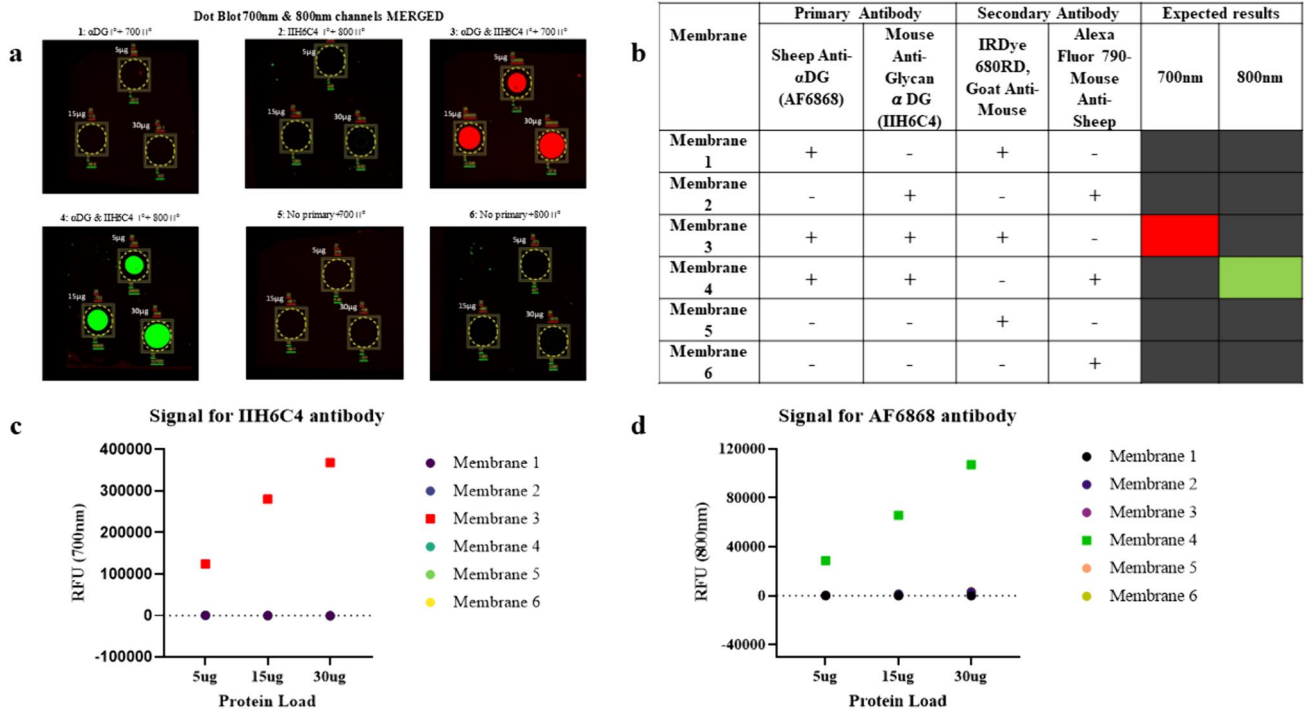 Dot Blot 700nm & 800nm channels MERGED
a
1: αDG 1°+ 700 11°
5µg
15µg
30µg
2: IIH6C4 1°+ 800 11°
5µg
15µg
30µg
3: αDG & IIH6C4 1°+ 700 11°
5µg
15µg
30µg
4: αDG & IIH6C4 1°+ 800 11°
5µg
15µg
30µg
5: No primary+700 11°
5µg
15µg
30µg
6: No primary+800 11°
5µg
15µg
30µg
b
Membrane
Primary Antibody
Secondary Antibody
Expected results
Sheep Anti-
αDG
(AF6868)
Mouse
Anti-
Glycan
α DG
(IIH6C4)
IRDye
680RD,
Goat Anti-
Mouse
Alexa
Fluor 790-
Mouse
Anti-
Sheep
700nm
800nm
Membrane
1
+ - + -
Membrane
2
- + - +
Membrane
3
+ + + -
Membrane
4
+ + - +
Membrane
5
- - + -
Membrane
6
- - - +
c
Signal for IIH6C4 antibody
RFU (700nm)
400000
300000
200000
100000
0
-100000
5ug 15ug 30ug
Protein Load
Membrane 1
Membrane 2
Membrane 3
Membrane 4
Membrane 5
Membrane 6
d
Signal for AF6868 antibody
RFU (800nm)
120000
80000
40000
0
-40000
5ug 15ug 30ug
Protein Load
Membrane 1
Membrane 2
Membrane 3
Membrane 4
Membrane 5
Membrane 6